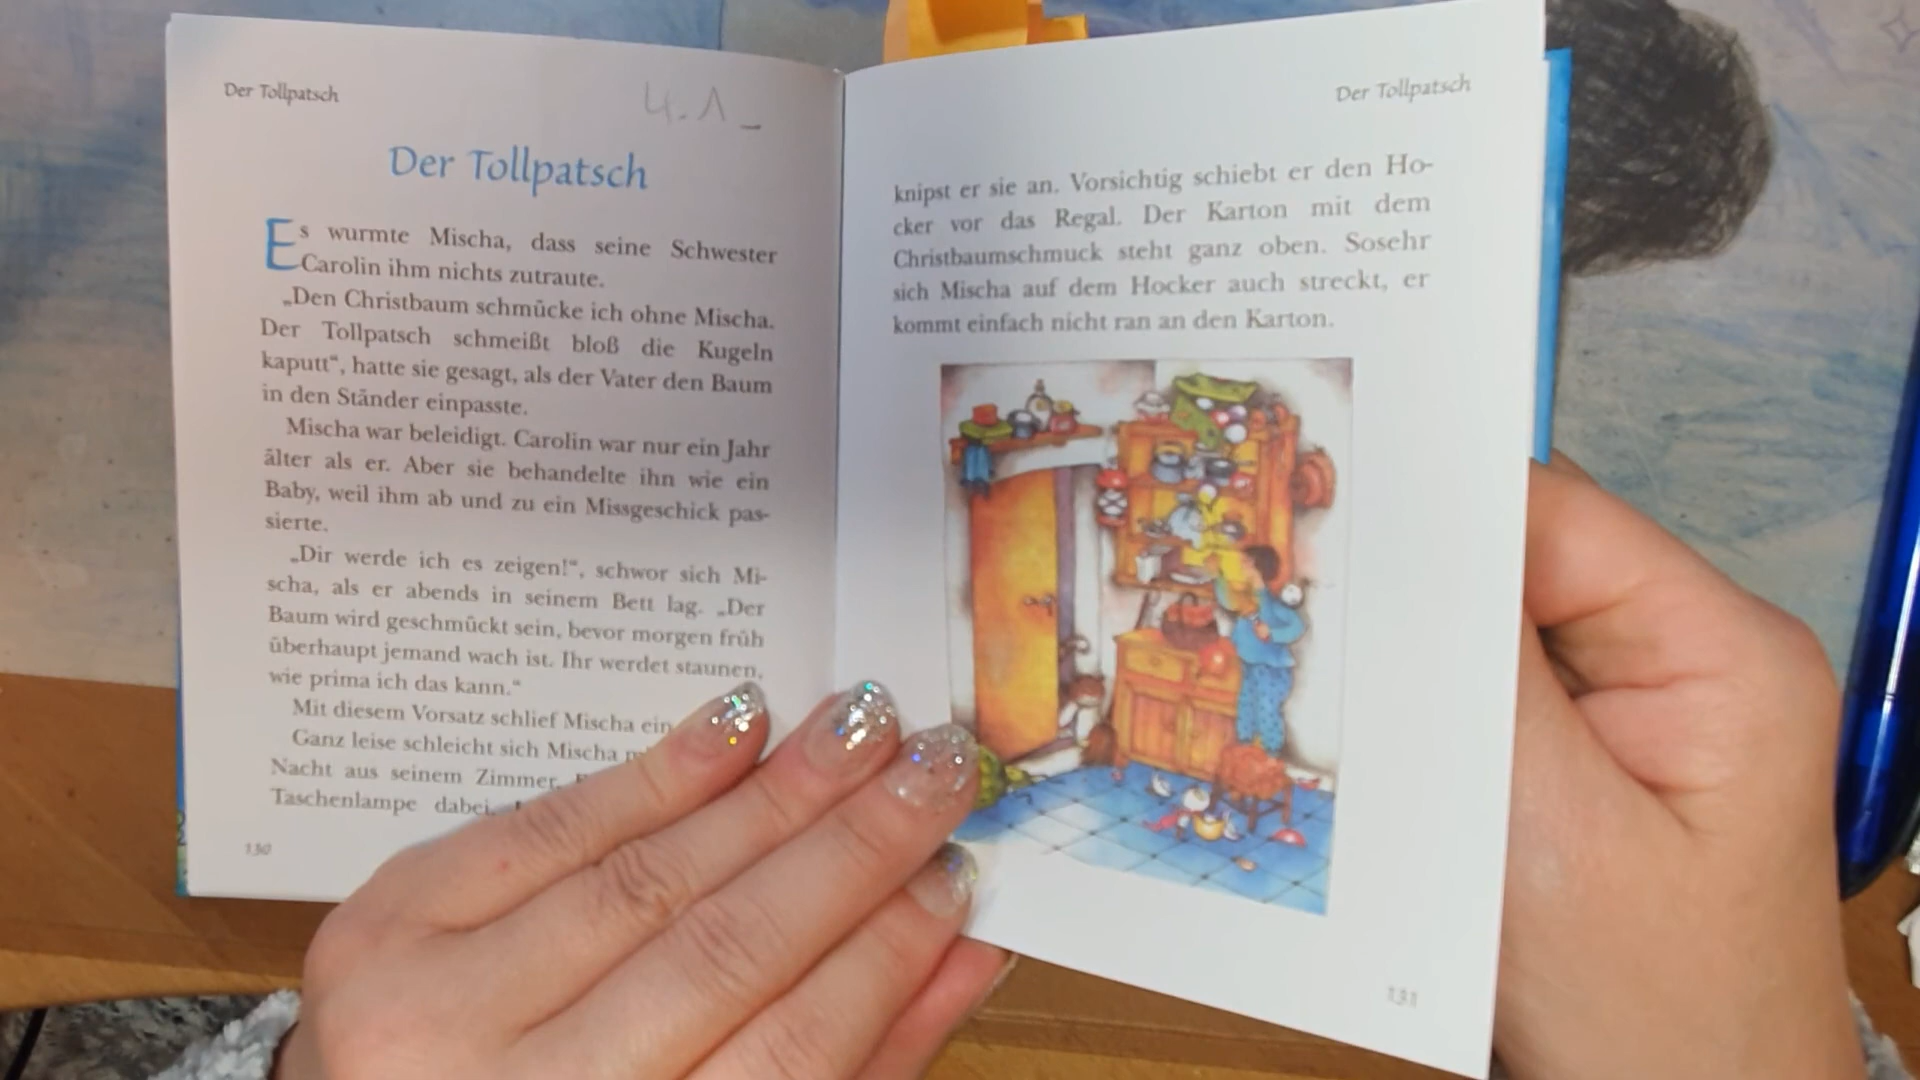 Der Tollpatsch
4.1
Der Tollpatsch
Es wurmte Mischa, dass seine Schwester
Carolin ihm nichts zutraute.
„Den Christbaum schmücke ich ohne Mischa.
Der Tollpatsch schmeißt bloß die Kugeln
kaputt“, hatte sie gesagt, als der Vater den Baum
in den Ständer einpasste.
Mischa war beleidigt. Carolin war nur ein Jahr
älter als er. Aber sie behandelte ihn wie ein
Baby, weil ihm ab und zu ein Missgeschick pas-
sierte.
„Dir werde ich es zeigen!“, schwor sich Mi-
scha, als er abends in seinem Bett lag. „Der
Baum wird geschmückt sein, bevor morgen früh
überhaupt jemand wach ist. Ihr werdet staunen,
wie prima ich das kann.“
Mit diesem Vorsatz schlief Mischa ein
Ganz leise schleicht sich Mischa
Nacht aus seinem Zimmer.
Taschenlampe dabei,
130
Der Tollpatsch
knipst er sie an. Vorsichtig schiebt er den Ho-
cker vor das Regal. Der Karton mit dem
Christbaumschmuck steht ganz oben. Sosehr
sich Mischa auf dem Hocker auch streckt, er
kommt einfach nicht ran an den Karton.
131